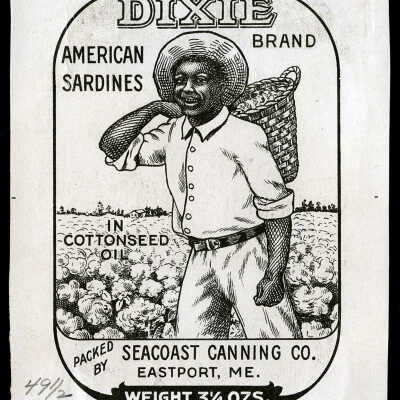 DIXIE
BRAND
AMERICAN
SARDINES
IN
COTTONSEED
OIL
PACKED
BY
SEACOAST CANNING CO.
EASTPORT, ME.
WEIGHT 3¼ OZS.
49½